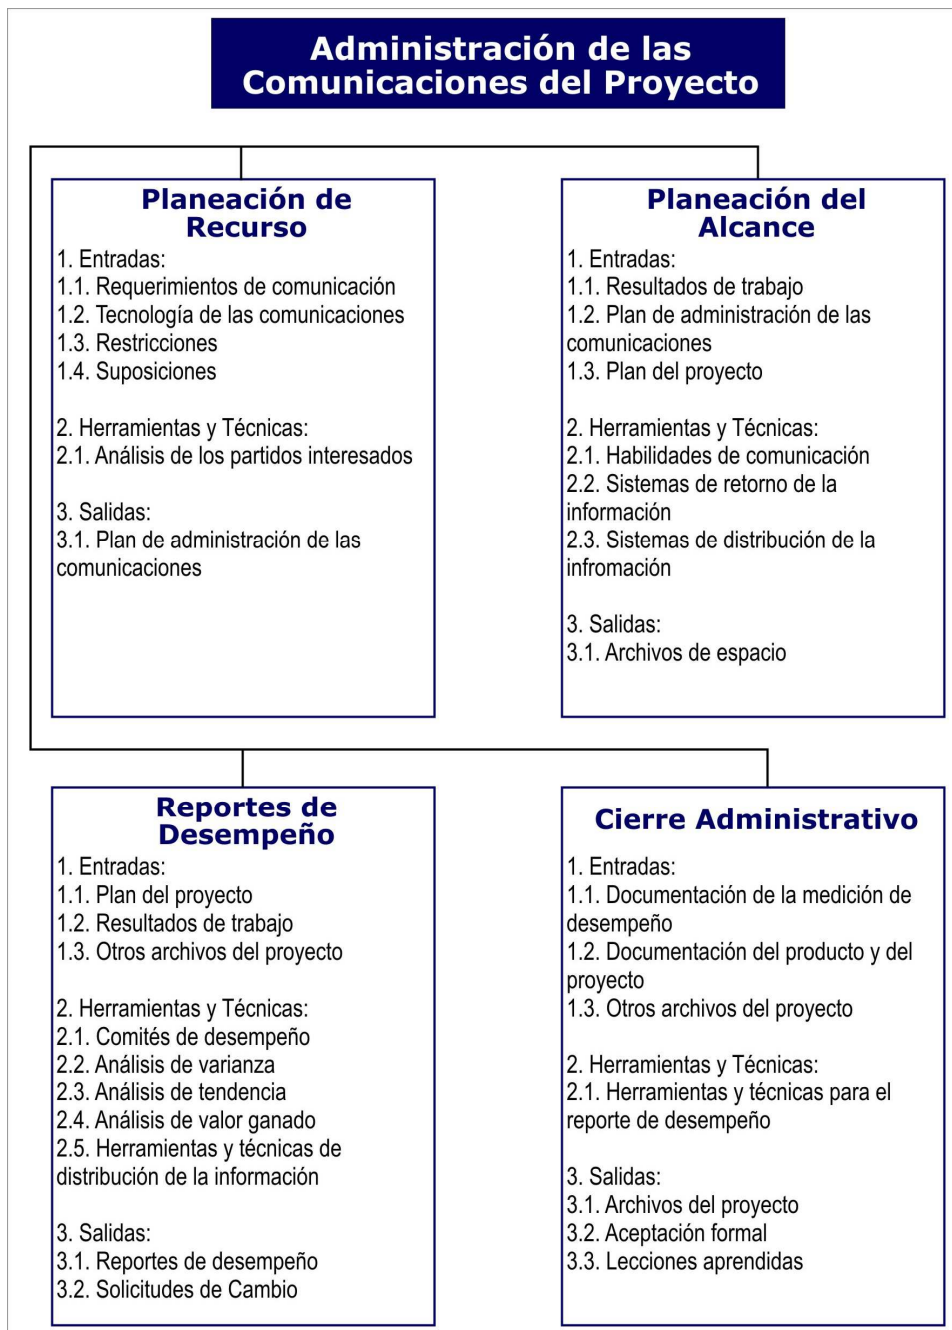 Administración de las
Comunicaciones del Proyecto
Planeación de
Recurso
1. Entradas:
1.1. Requerimientos de comunicación
1.2. Tecnología de las comunicaciones
1.3. Restricciones
1.4. Suposiciones
2. Herramientas y Técnicas:
2.1. Análisis de los partidos interesados
3. Salidas:
3.1. Plan de administración de las
comunicaciones
Planeación del
Alcance
1. Entradas:
1.1. Resultados de trabajo
1.2. Plan de administración de las
comunicaciones
1.3. Plan del proyecto
2. Herramientas y Técnicas:
2.1. Habilidades de comunicación
2.2. Sistemas de retorno de la
información
2.3. Sistemas de distribución de la
infromación
3. Salidas:
3.1. Archivos de espacio
Reportes de
Desempeño
1. Entradas:
1.1. Plan del proyecto
1.2. Resultados de trabajo
1.3. Otros archivos del proyecto
2. Herramientas y Técnicas:
2.1. Comités de desempeño
2.2. Análisis de varianza
2.3. Análisis de tendencia
2.4. Análisis de valor ganado
2.5. Herramientas y técnicas de
distribución de la información
3. Salidas:
3.1. Reportes de desempeño
3.2. Solicitudes de Cambio
Cierre Administrativo
1. Entradas:
1.1. Documentación de la medición de
desempeño
1.2. Documentación del producto y del
proyecto
1.3. Otros archivos del proyecto
2. Herramientas y Técnicas:
2.1. Herramientas y técnicas para el
reporte de desempeño
3. Salidas:
3.1. Archivos del proyecto
3.2. Aceptación formal
3.3. Lecciones aprendidas